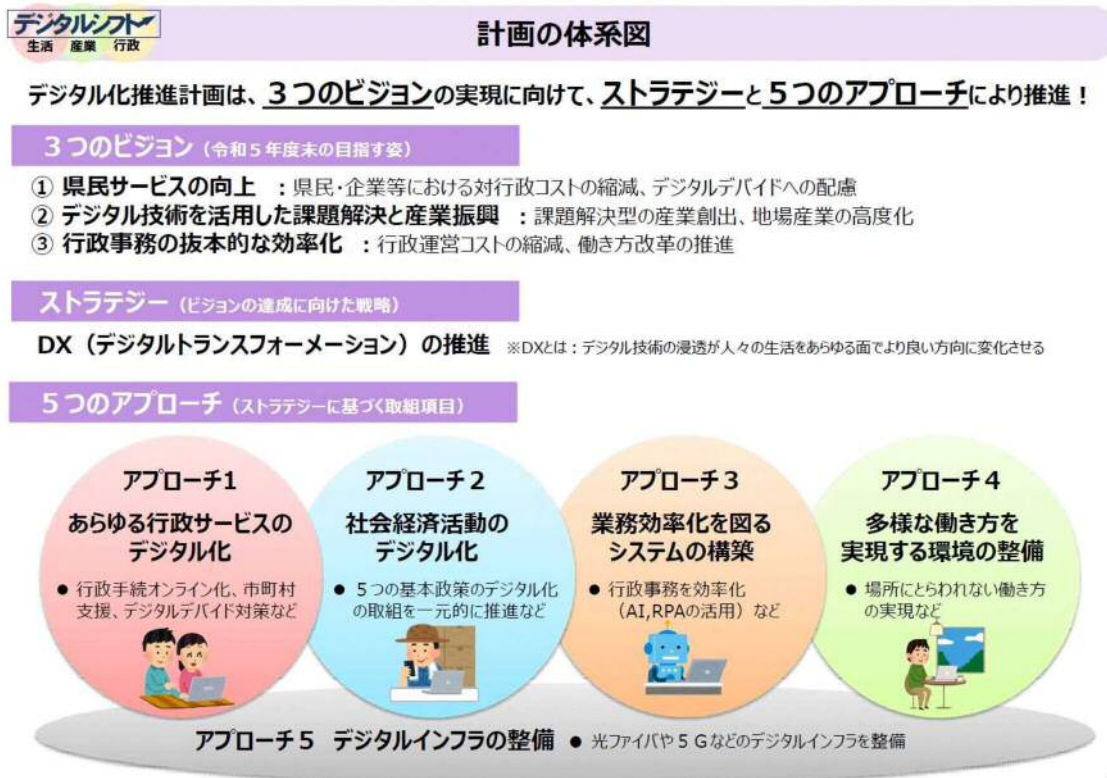 デジタルシフト
生活 産業 行政
計画の体系図
デジタル化推進計画は、３つのビジョンの実現に向けて、ストラテジーと５つのアプローチにより推進！
３つのビジョン（令和５年度末の目指す姿）
① 県民サービスの向上 ：県民・企業等における対行政コストの縮減、デジタルデバイドへの配慮
② デジタル技術を活用した課題解決と産業振興 ：課題解決型の産業創出、地場産業の高度化
③ 行政事務の抜本的な効率化 ：行政運営コストの縮減、働き方改革の推進
ストラテジー（ビジョンの達成に向けた戦略）
DX（デジタルトランスフォーメーション）の推進 ※DXとは：デジタル技術の浸透が人々の生活をあらゆる面でより良い方向に変化させる
５つのアプローチ（ストラテジーに基づく取組項目）
アプローチ1
あらゆる行政サービスの
デジタル化
● 行政手続オンライン化、市町村
支援、デジタルデバイド対策など
アプローチ２
社会経済活動の
デジタル化
● ５つの基本政策のデジタル化
の取組を一元的に推進など
アプローチ３
業務効率化を図る
システムの構築
● 行政事務を効率化
（AI,RPAの活用）など
アプローチ４
多様な働き方を
実現する環境の整備
● 場所にとらわれない働き方
の実現など
アプローチ５ デジタルインフラの整備 ● 光ファイバや５Ｇなどのデジタルインフラを整備